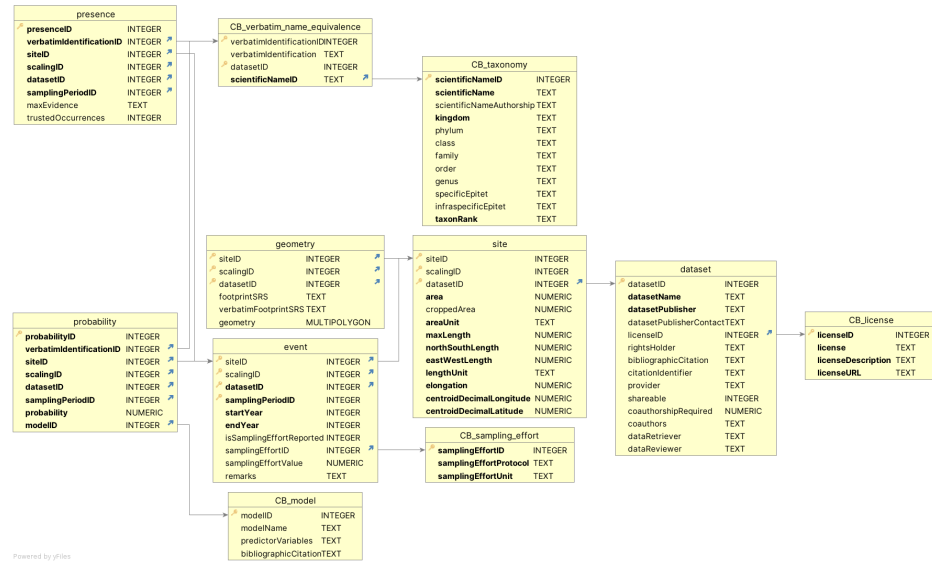 presence
presenceID INTEGER
verbatimIdentificationID INTEGER
siteID INTEGER
scalingID INTEGER
datasetID INTEGER
samplingPeriodID INTEGER
maxEvidence TEXT
trustedOccurrences INTEGER
CB_verbatim_name_equivalence
verbatimIdentificationIDINTEGER
verbatimIdentification TEXT
datasetID INTEGER
scientificNameID TEXT
CB_taxonomy
scientificNameID INTEGER
scientificName TEXT
scientificNameAuthorship TEXT
kingdom TEXT
phylum TEXT
class TEXT
family TEXT
order TEXT
genus TEXT
specificEpitet TEXT
infraspecificEpitet TEXT
taxonRank TEXT
geometry
siteID INTEGER
scalingID INTEGER
datasetID INTEGER
footprintSRS TEXT
verbatimFootprintSRS TEXT
geometry MULTIPOLYGON
site
siteID INTEGER
scalingID INTEGER
datasetID INTEGER
area NUMERIC
croppedArea NUMERIC
areaUnit TEXT
maxLength NUMERIC
northSouthLength NUMERIC
eastWestLength NUMERIC
lengthUnit TEXT
elongation NUMERIC
centroidDecimalLongitude NUMERIC
centroidDecimalLatitude NUMERIC
dataset
datasetID INTEGER
datasetName TEXT
datasetPublisher TEXT
datasetPublisherContactTEXT
licenseID INTEGER
rightsHolder TEXT
bibliographicCitation TEXT
citationIdentifier TEXT
provider TEXT
shareable INTEGER
coauthorshipRequired NUMERIC
coauthors TEXT
dataRetriever TEXT
dataReviewer TEXT
CB_license
licenseID INTEGER
license TEXT
licenseDescription TEXT
licenseURL TEXT
probability
probabilityID INTEGER
verbatimIdentificationID INTEGER
siteID INTEGER
scalingID INTEGER
datasetID INTEGER
samplingPeriodID INTEGER
probability NUMERIC
modelID INTEGER
event
siteID INTEGER
scalingID INTEGER
datasetID INTEGER
samplingPeriodID INTEGER
startYear INTEGER
endYear INTEGER
isSamplingEffortReported INTEGER
samplingEffortID INTEGER
samplingEffortValue NUMERIC
remarks TEXT
CB_sampling_effort
samplingEffortID INTEGER
samplingEffortProtocol TEXT
samplingEffortUnit TEXT
CB_model
modelID INTEGER
modelName TEXT
predictorVariables TEXT
bibliographicCitationTEXT
Powered by yFiles